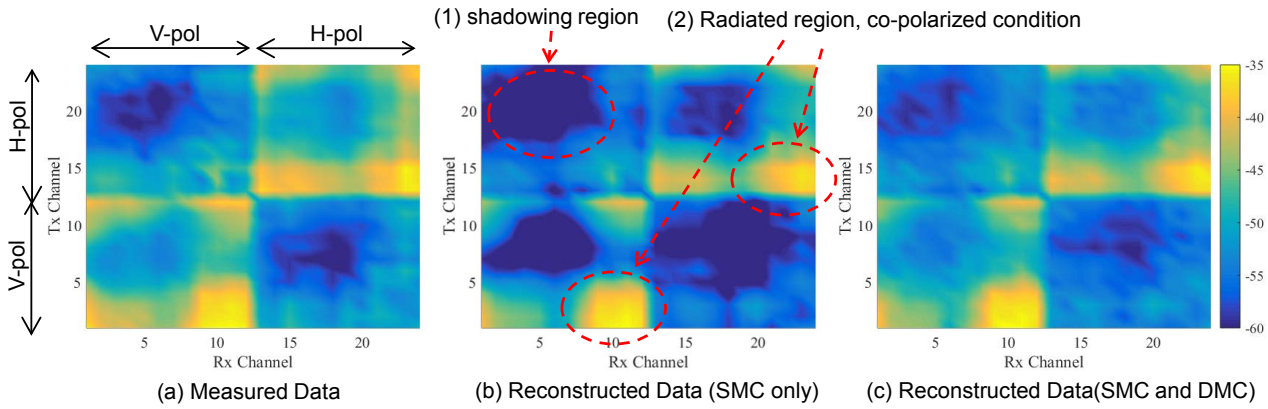 (1) shadowing region
(2) Radiated region, co-polarized condition
V-pol
H-pol
H-pol
V-pol
Tx Channel
20
15
10
5
5
10
15
20
Rx Channel
(a) Measured Data
Tx Channel
20
15
10
5
5
10
15
20
Rx Channel
(b) Reconstructed Data (SMC only)
Tx Channel
20
15
10
5
5
10
15
20
Rx Channel
(c) Reconstructed Data(SMC and DMC)
-35
-40
-45
-50
-55
-60